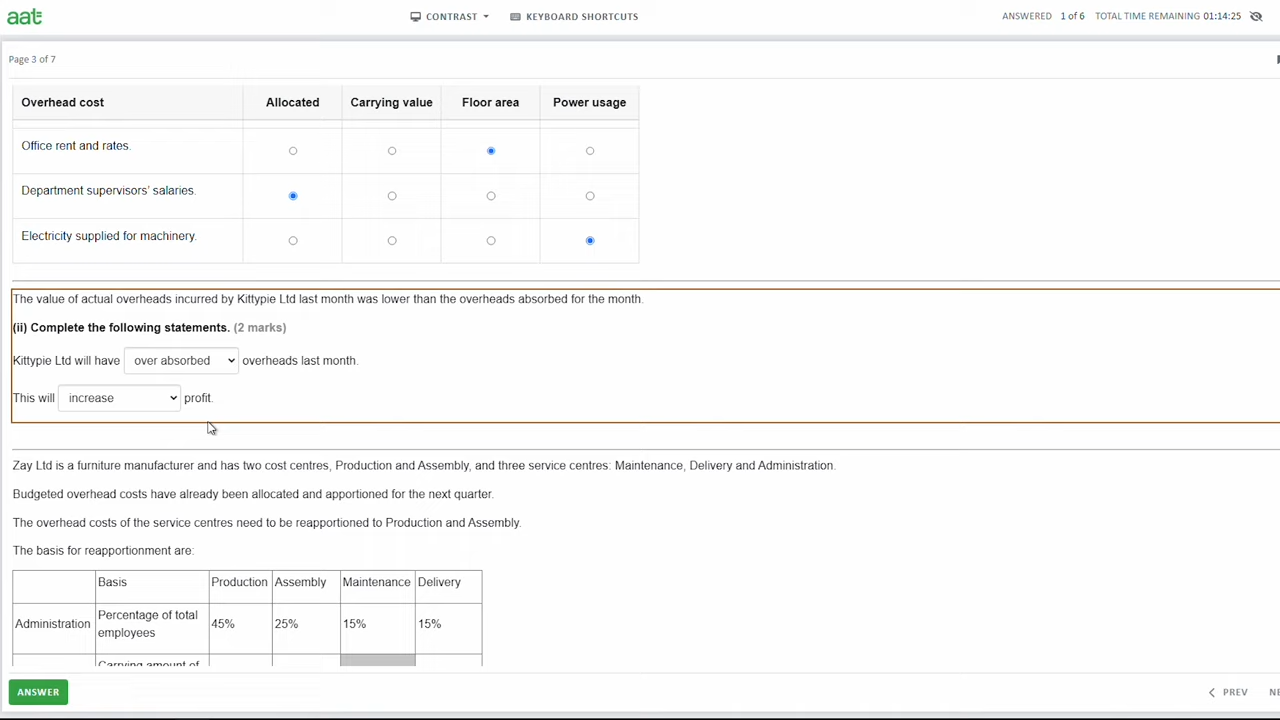 aat
CONTRAST
KEYBOARD SHORTCUTS
ANSWERED 1 of 6 TOTAL TIME REMAINING 01:14:25
Page 3 of 7
Overhead cost Allocated Carrying value Floor area Power usage
Office rent and rates.
Department supervisors' salaries.
Electricity supplied for machinery.
The value of actual overheads incurred by Kittypie Ltd last month was lower than the overheads absorbed for the month.
(ii) Complete the following statements. (2 marks)
Kittypie Ltd will have over absorbed overheads last month.
This will increase profit.
Zay Ltd is a furniture manufacturer and has two cost centres, Production and Assembly, and three service centres: Maintenance, Delivery and Administration.
Budgeted overhead costs have already been allocated and apportioned for the next quarter.
The overhead costs of the service centres need to be reapportioned to Production and Assembly.
The basis for reapportionment are:
Basis Production Assembly Maintenance Delivery
Administration Percentage of total employees 45% 25% 15% 15%
Carrying amount of
ANSWER
PREV
NE